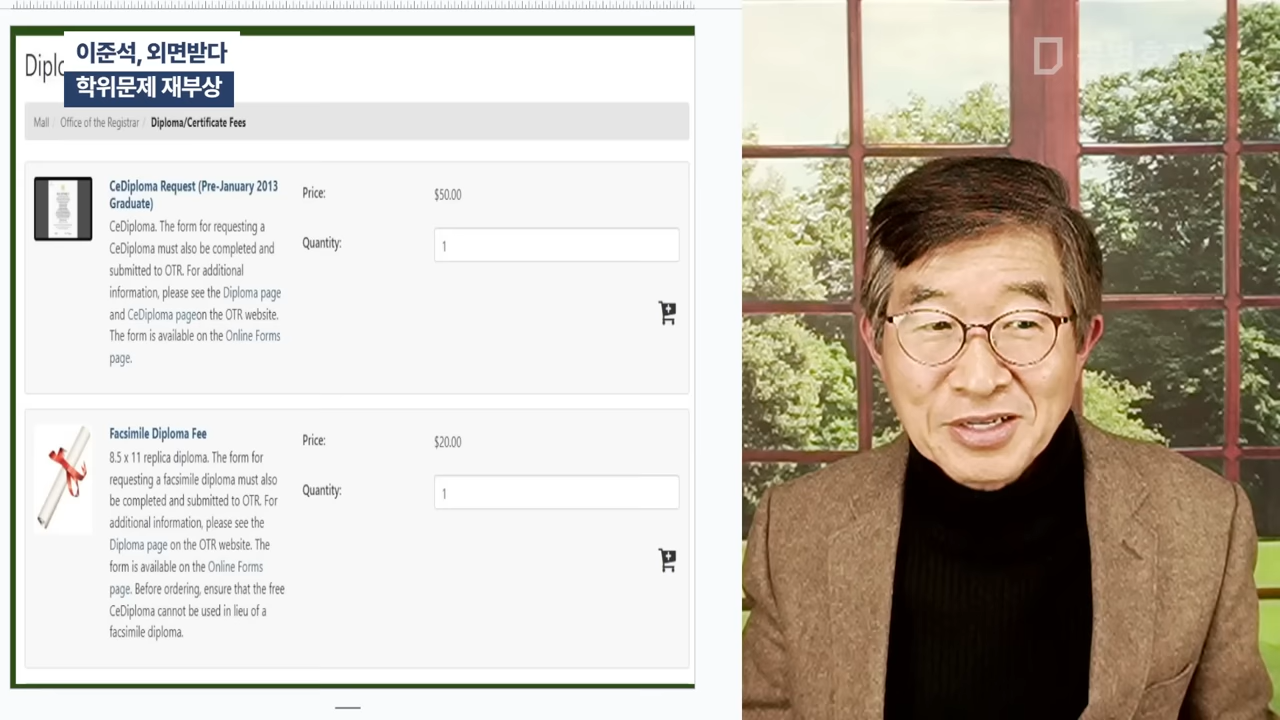 이준석, 외면받다
학위문제 재부상
Mall / Office of the Registrar / Diploma/Certificate Fees
CeDiploma Request (Pre-January 2013
Graduate)
CeDiploma. The form for requesting a
CeDiploma must also be completed and
submitted to OTR. For additional
information, please see the Diploma page
and CeDiploma pageon the OTR website.
The form is available on the Online Forms
page.
Price:
$50.00
Quantity:
1
Facsimile Diploma Fee
8.5 x 11 replica diploma. The form for
requesting a facsimile diploma must also
be completed and submitted to OTR. For
additional information, please see the
Diploma page on the OTR website. The
form is available on the Online Forms
page. Before ordering, ensure that the free
CeDiploma cannot be used in lieu of a
facsimile diploma.
Price:
$20.00
Quantity:
1